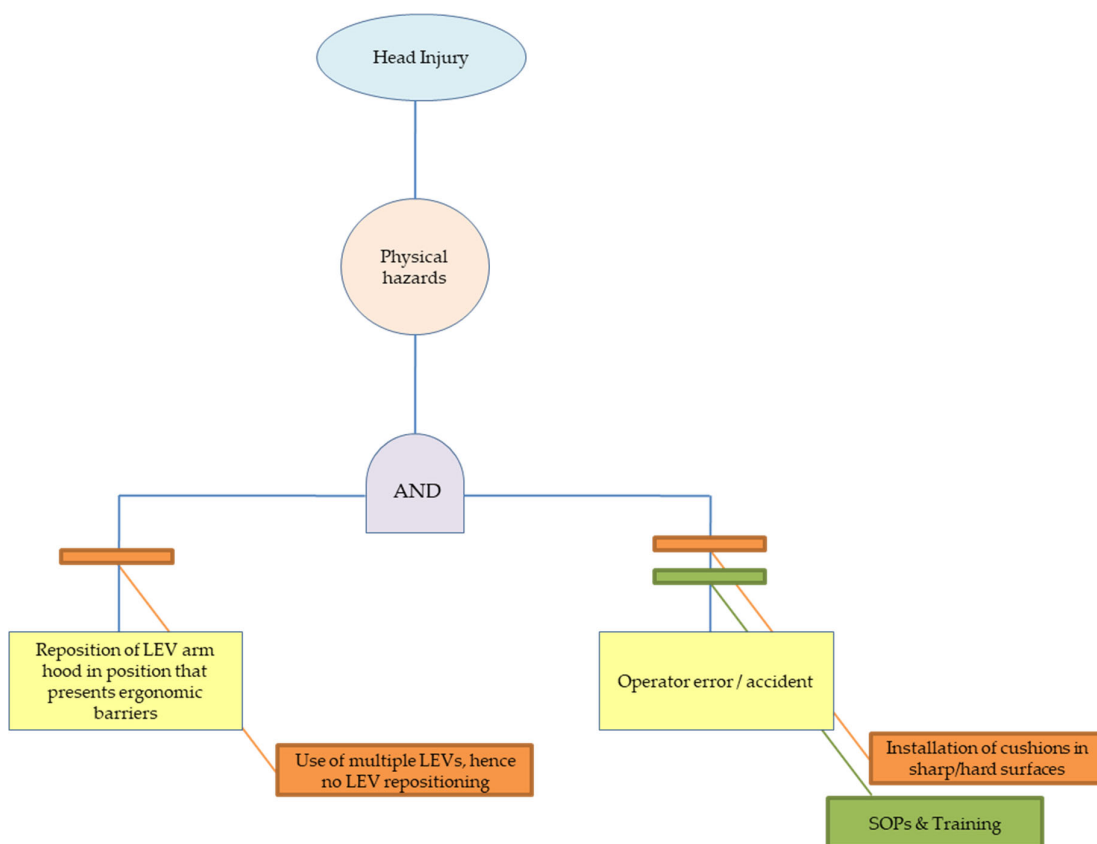 Head Injury
Physical
hazards
AND
Reposition of LEV arm
hood in position that
presents ergonomic
barriers
Operator error / accident
Use of multiple LEVs, hence
no LEV repositioning
Installation of cushions in
sharp/hard surfaces
SOPs & Training